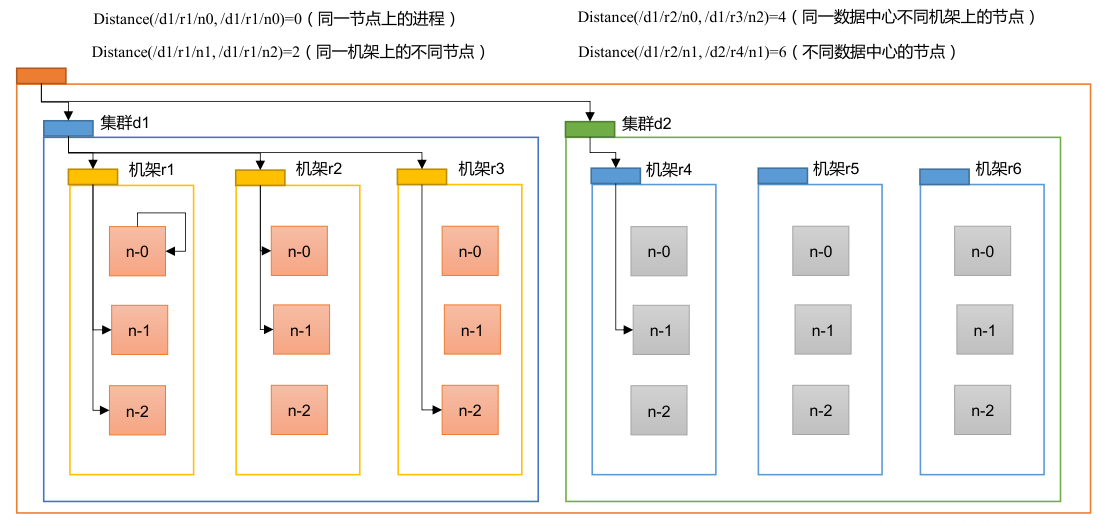 Distance(/d1/r1/n0, /d1/r1/n0)=0（同一节点上的进程）
Distance(/d1/r2/n0, /d1/r3/n2)=4（同一数据中心不同机架上的节点）
Distance(/d1/r1/n1, /d1/r1/n2)=2（同一机架上的不同节点）
Distance(/d1/r2/n1, /d2/r4/n1)=6（不同数据中心的节点）
集群d1
集群d2
机架r1
机架r2
机架r3
机架r4
机架r5
机架r6
n-0
n-0
n-0
n-0
n-0
n-0
n-1
n-1
n-1
n-1
n-1
n-1
n-2
n-2
n-2
n-2
n-2
n-2